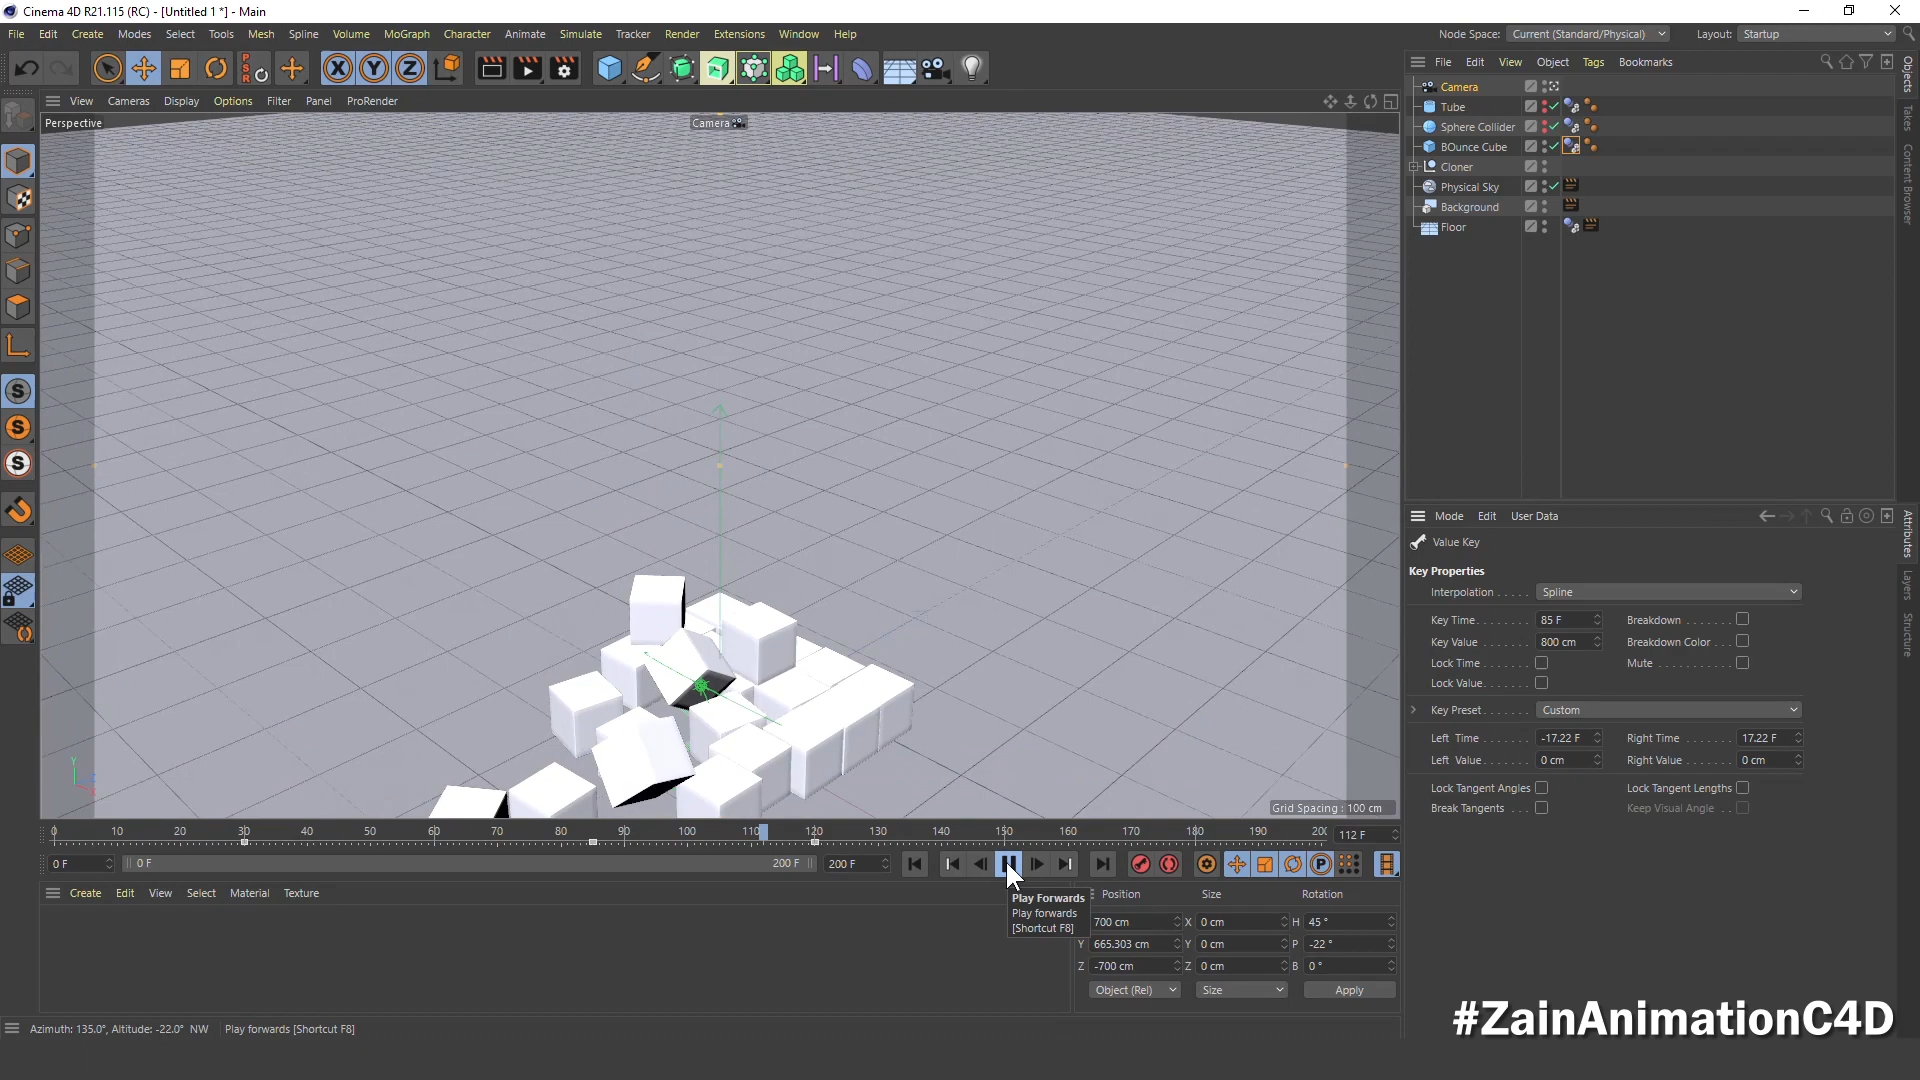 Cinema 4D R21.115 (RC) - [Untitled 1 *] - Main
File Edit Create Modes Select Tools Mesh Spline Volume MoGraph Character Animate Simulate Tracker Render Extensions Window Help
Node Space: Current (Standard/Physical) Layout: Startup
View Cameras Display Options Filter Panel ProRender
Perspective
Camera
Grid Spacing : 100 cm
File Edit View Object Tags Bookmarks
Camera
Tube
Sphere Collider
BOunce Cube
Cloner
Physical Sky
Background
Floor
Objects
Takes
Content Browser
Mode Edit User Data
Value Key
Key Properties
Interpolation . . . . . Spline
Key Time . . . . . . . . 85 F Breakdown . . . . . . .
Key Value . . . . . . . 800 cm Breakdown Color . . .
Lock Time . . . . . . . Mute . . . . . . . . . . .
Lock Value . . . . . . .
Key Preset . . . . . . . Custom
Left Time . . . . . . . -17.22 F Right Time . . . . . . . 17.22 F
Left Value . . . . . . . 0 cm Right Value . . . . . . 0 cm
Lock Tangent Angles Lock Tangent Lengths
Break Tangents . . . Keep Visual Angle . .
Attributes
Layers
Structure
0 10 20 30 40 50 60 70 80 90 100 110 120 130 140 150 160 170 180 190 200 112 F
0 F 0 F 200 F 200 F
Create Edit View Select Material Texture
Play Forwards
Play forwards
[Shortcut F8]
Position Size Rotation
700 cm X 0 cm H 45 °
Y 665.303 cm Y 0 cm P -22 °
Z -700 cm Z 0 cm B 0 °
Object (Rel) Size Apply
Azimuth: 135.0°, Altitude: -22.0° NW Play forwards [Shortcut F8]
#ZainAnimationC4D